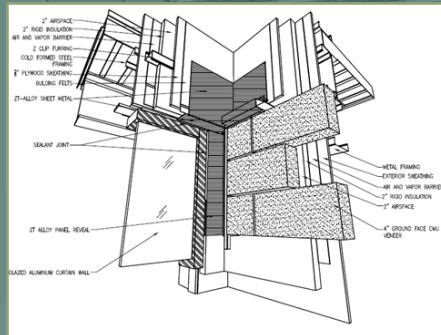 2" AIRSPACE
2" RIGID INSULATION
AIR AND VAPOR BARRIER
Z CLIP FURRING
COLD FORMED STEEL
FRAMING
PLYWOOD SHEATHING
BUILDING FELTS
ZT-ALLOY SHEET METAL
SEALANT JOINT
ZT ALLOY PANEL REVEAL
GLAZED ALUMINUM CURTAIN WALL
METAL FRAMING
EXTERIOR SHEATHING
AIR AND VAPOR BARRIER
2" RIGID INSULATION
2" AIRSPACE
4" GROUND FACE CMU
VENEER